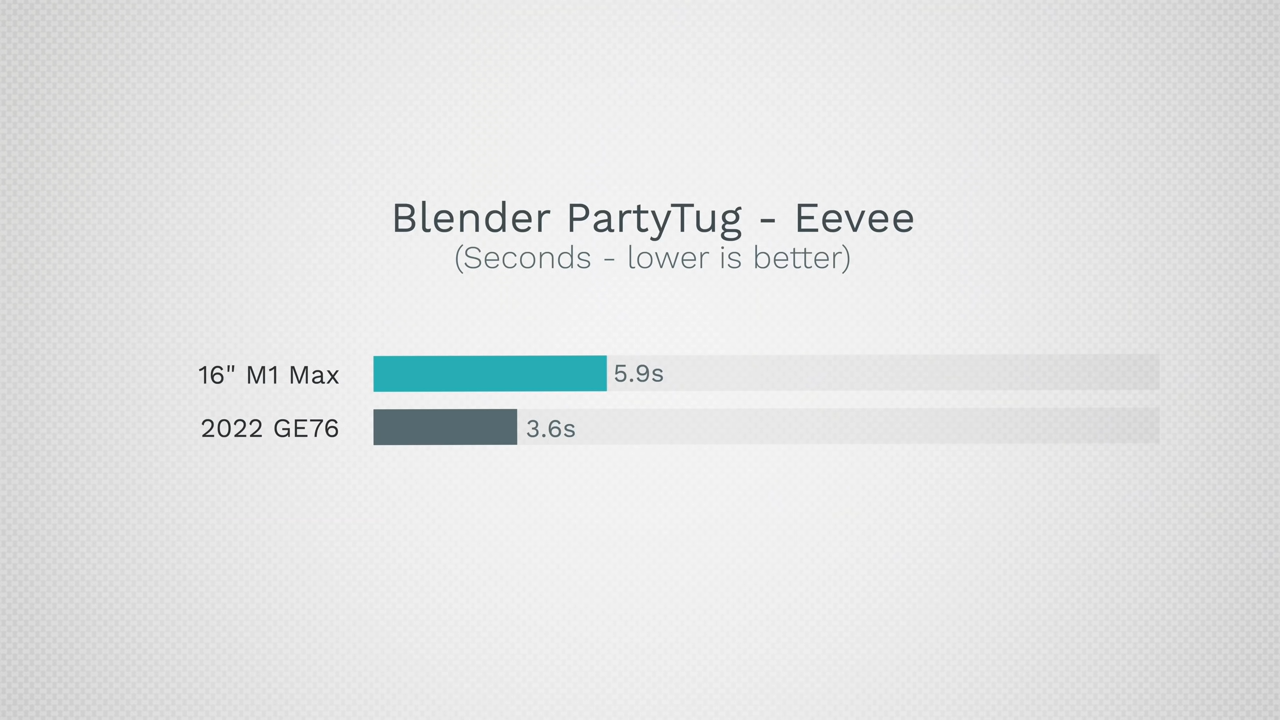 Blender PartyTug - Eevee
(Seconds - lower is better)
16" M1 Max 5.9s
2022 GE76 3.6s